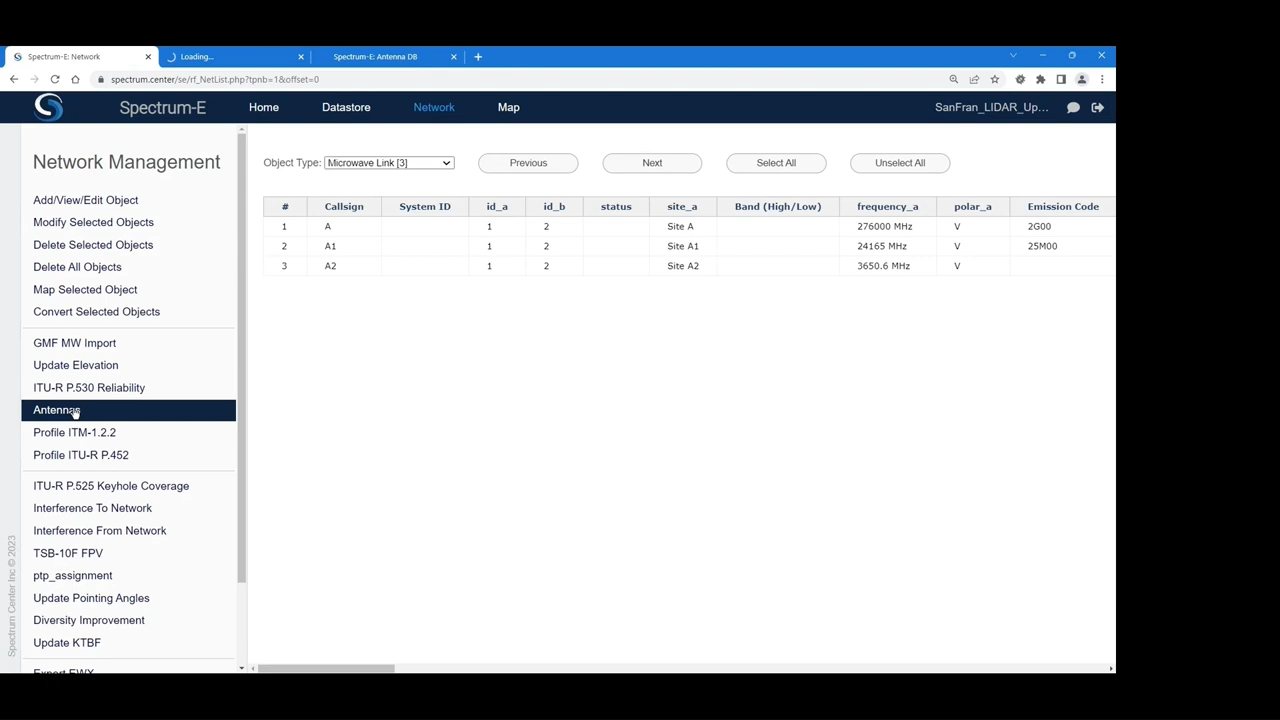 Spectrum-E: Network
Loading...
Spectrum-E: Antenna DB
spectrum.center/se/rf_NetList.php?tpnb=1&offset=0
Spectrum-E
Home
Datastore
Network
Map
SanFran_LIDAR_Up...
Network Management
Add/View/Edit Object
Modify Selected Objects
Delete Selected Objects
Delete All Objects
Map Selected Object
Convert Selected Objects
GMF MW Import
Update Elevation
ITU-R P.530 Reliability
Antennas
Profile ITM-1.2.2
Profile ITU-R P.452
ITU-R P.525 Keyhole Coverage
Interference To Network
Interference From Network
TSB-10F FPV
ptp_assignment
Update Pointing Angles
Diversity Improvement
Update KTBF
Export EWX
Spectrum Center Inc © 2023
Object Type: Microwave Link [3] Previous Next Select All Unselect All
# Callsign System ID id_a id_b status site_a Band (High/Low) frequency_a polar_a Emission Code
1 A 1 2 Site A 276000 MHz V 2G00
2 A1 1 2 Site A1 24165 MHz V 25M00
3 A2 1 2 Site A2 3650.6 MHz V